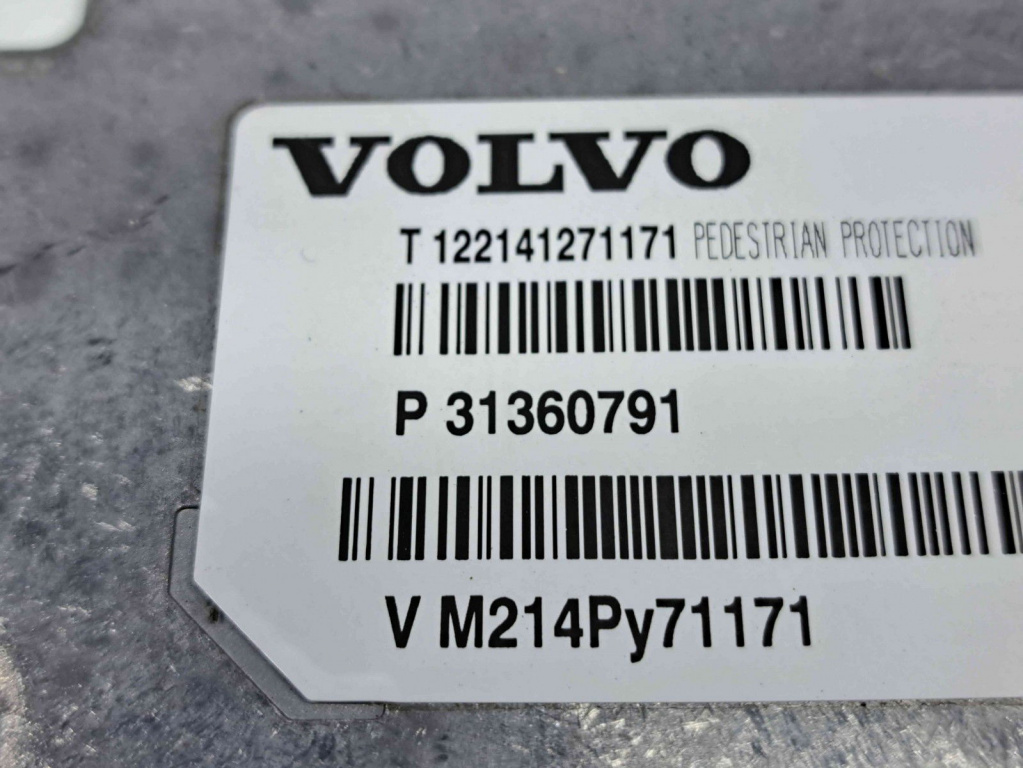 VOLVO
T 122141271171 PEDESTRIAN PROTECTION
P 31360791
V M214Py71171